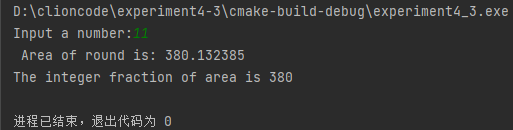 D:\clioncode\experiment4-3\cmake-build-debug\experiment4_3.exe
Input a number:11
 Area of round is: 380.132385
The integer fraction of area is 380
进程已结束，退出代码为 0